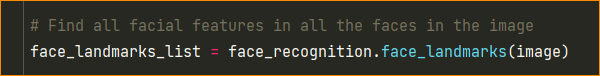 # Find all facial features in all the faces in the image
face_landmarks_list = face_recognition.face_landmarks(image)